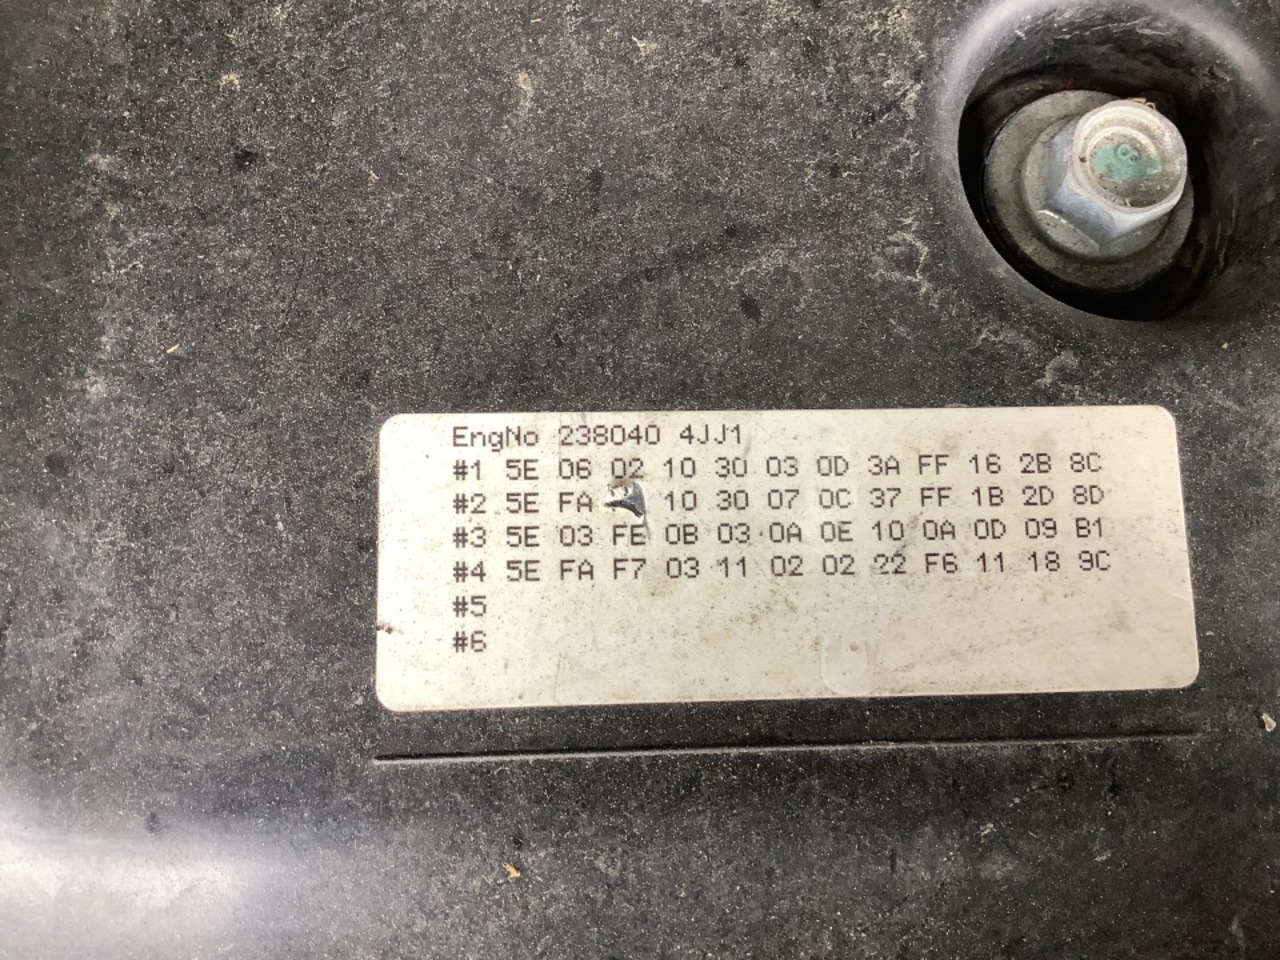 EngNo 238040 4JJ1
#1 5E 06 02 10 30 03 0D 3A FF 16 2B 8C
#2 5E FA 10 30 07 0C 37 FF 1B 2D 8D
#3 5E 03 FE 0B 03 0A 0E 10 0A 0D 09 B1
#4 5E FA F7 03 11 02 02 22 F6 11 18 9C
#5
#6